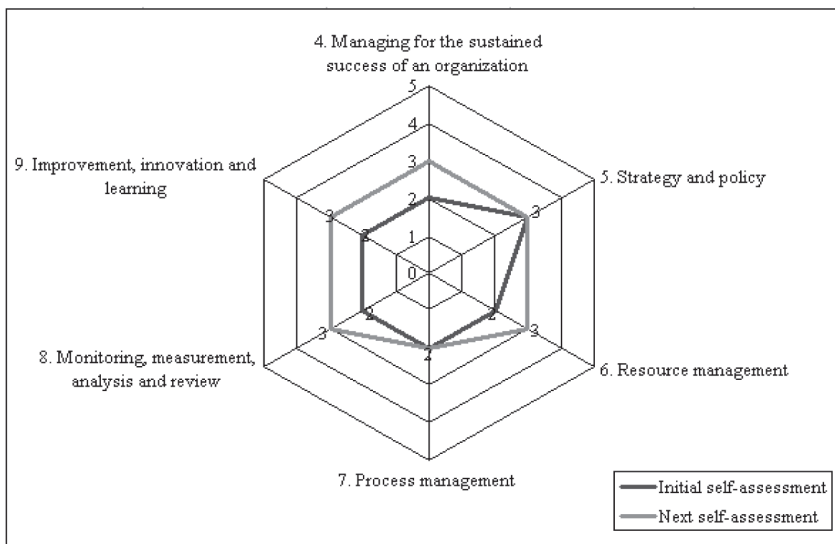 4. Managing for the sustained
success of an organization
5
4
3
2
1
0
9. Improvement, innovation and
learning
5. Strategy and policy
3
3
2
2
2
3
3
2
8. Monitoring, measurement,
analysis and review
6. Resource management
7. Process management
Initial self-assessment
Next self-assessment